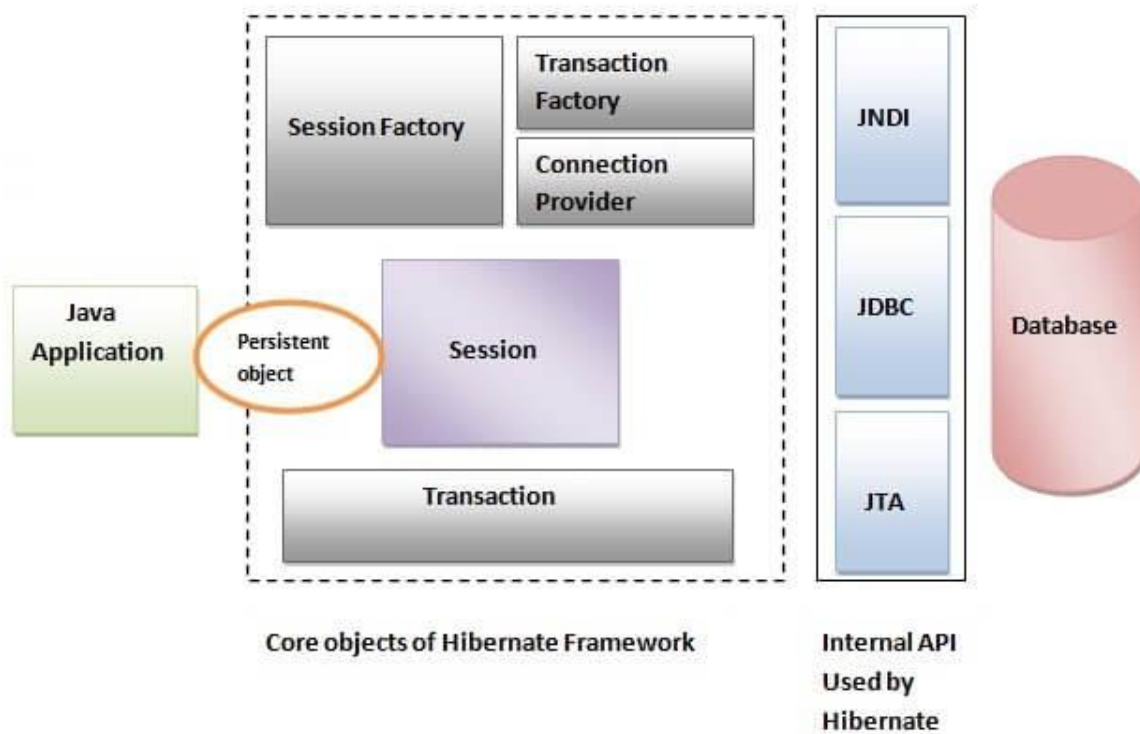 Session Factory
Transaction
Factory
Connection
Provider
Java
Application
Persistent
object
Session
Transaction
JNDI
JDBC
JTA
Database
Core objects of Hibernate Framework
Internal API
Used by
Hibernate